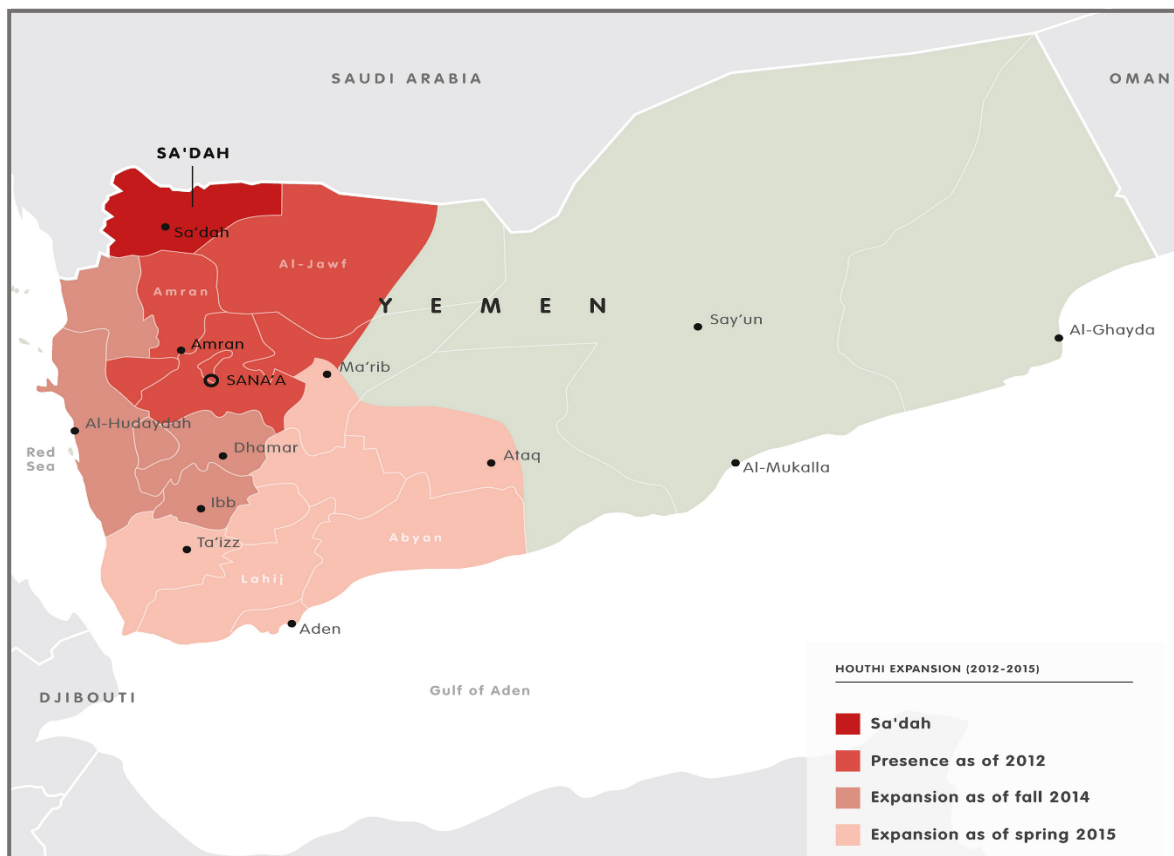 SAUDI ARABIA
OMAN
SA'DAH
Sa'dah
Al-Jawf
Amran
YEMEN
Say'un
Al-Ghayda
Amran
Ma'rib
SANA'A
Al-Hudaydah
Red
Sea
Dhamar
Ataq
Al-Mukalla
Ibb
Ta'izz
Abyan
Lahij
Aden
DJIBOUTI
Gulf of Aden
HOUTHI EXPANSION (2012-2015)
Sa'dah
Presence as of 2012
Expansion as of fall 2014
Expansion as of spring 2015